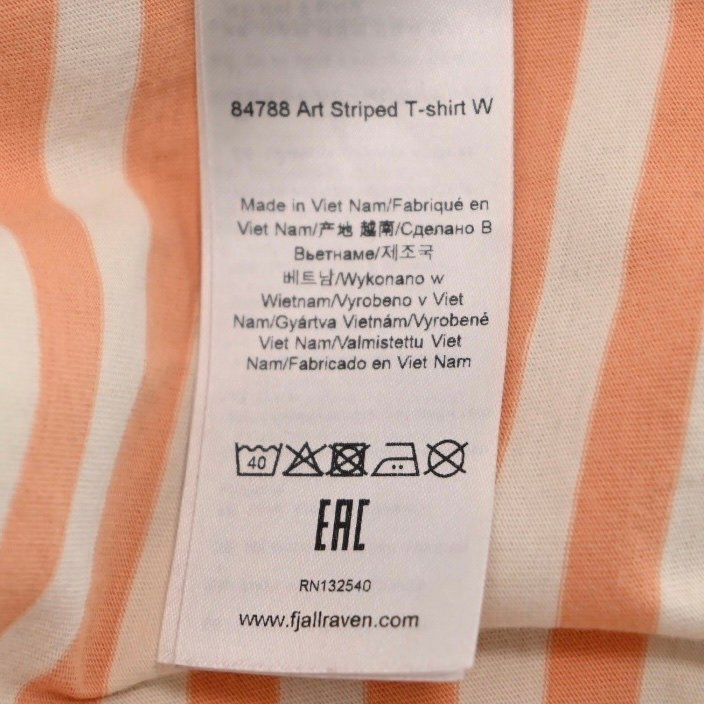 84788 Art Striped T-shirt W
Made in Viet Nam/Fabriqué en
Viet Nam/产地 越南/Сделано В
Вьетнаме/제조국
베트남/Wykonano w
Wietnam/Vyrobeno v Viet
Nam/Gyártva Vietnám/Vyrobené
Viet Nam/Valmistettu Viet
Nam/Fabricado en Viet Nam
40
EAC
RN132540
www.fjallraven.com